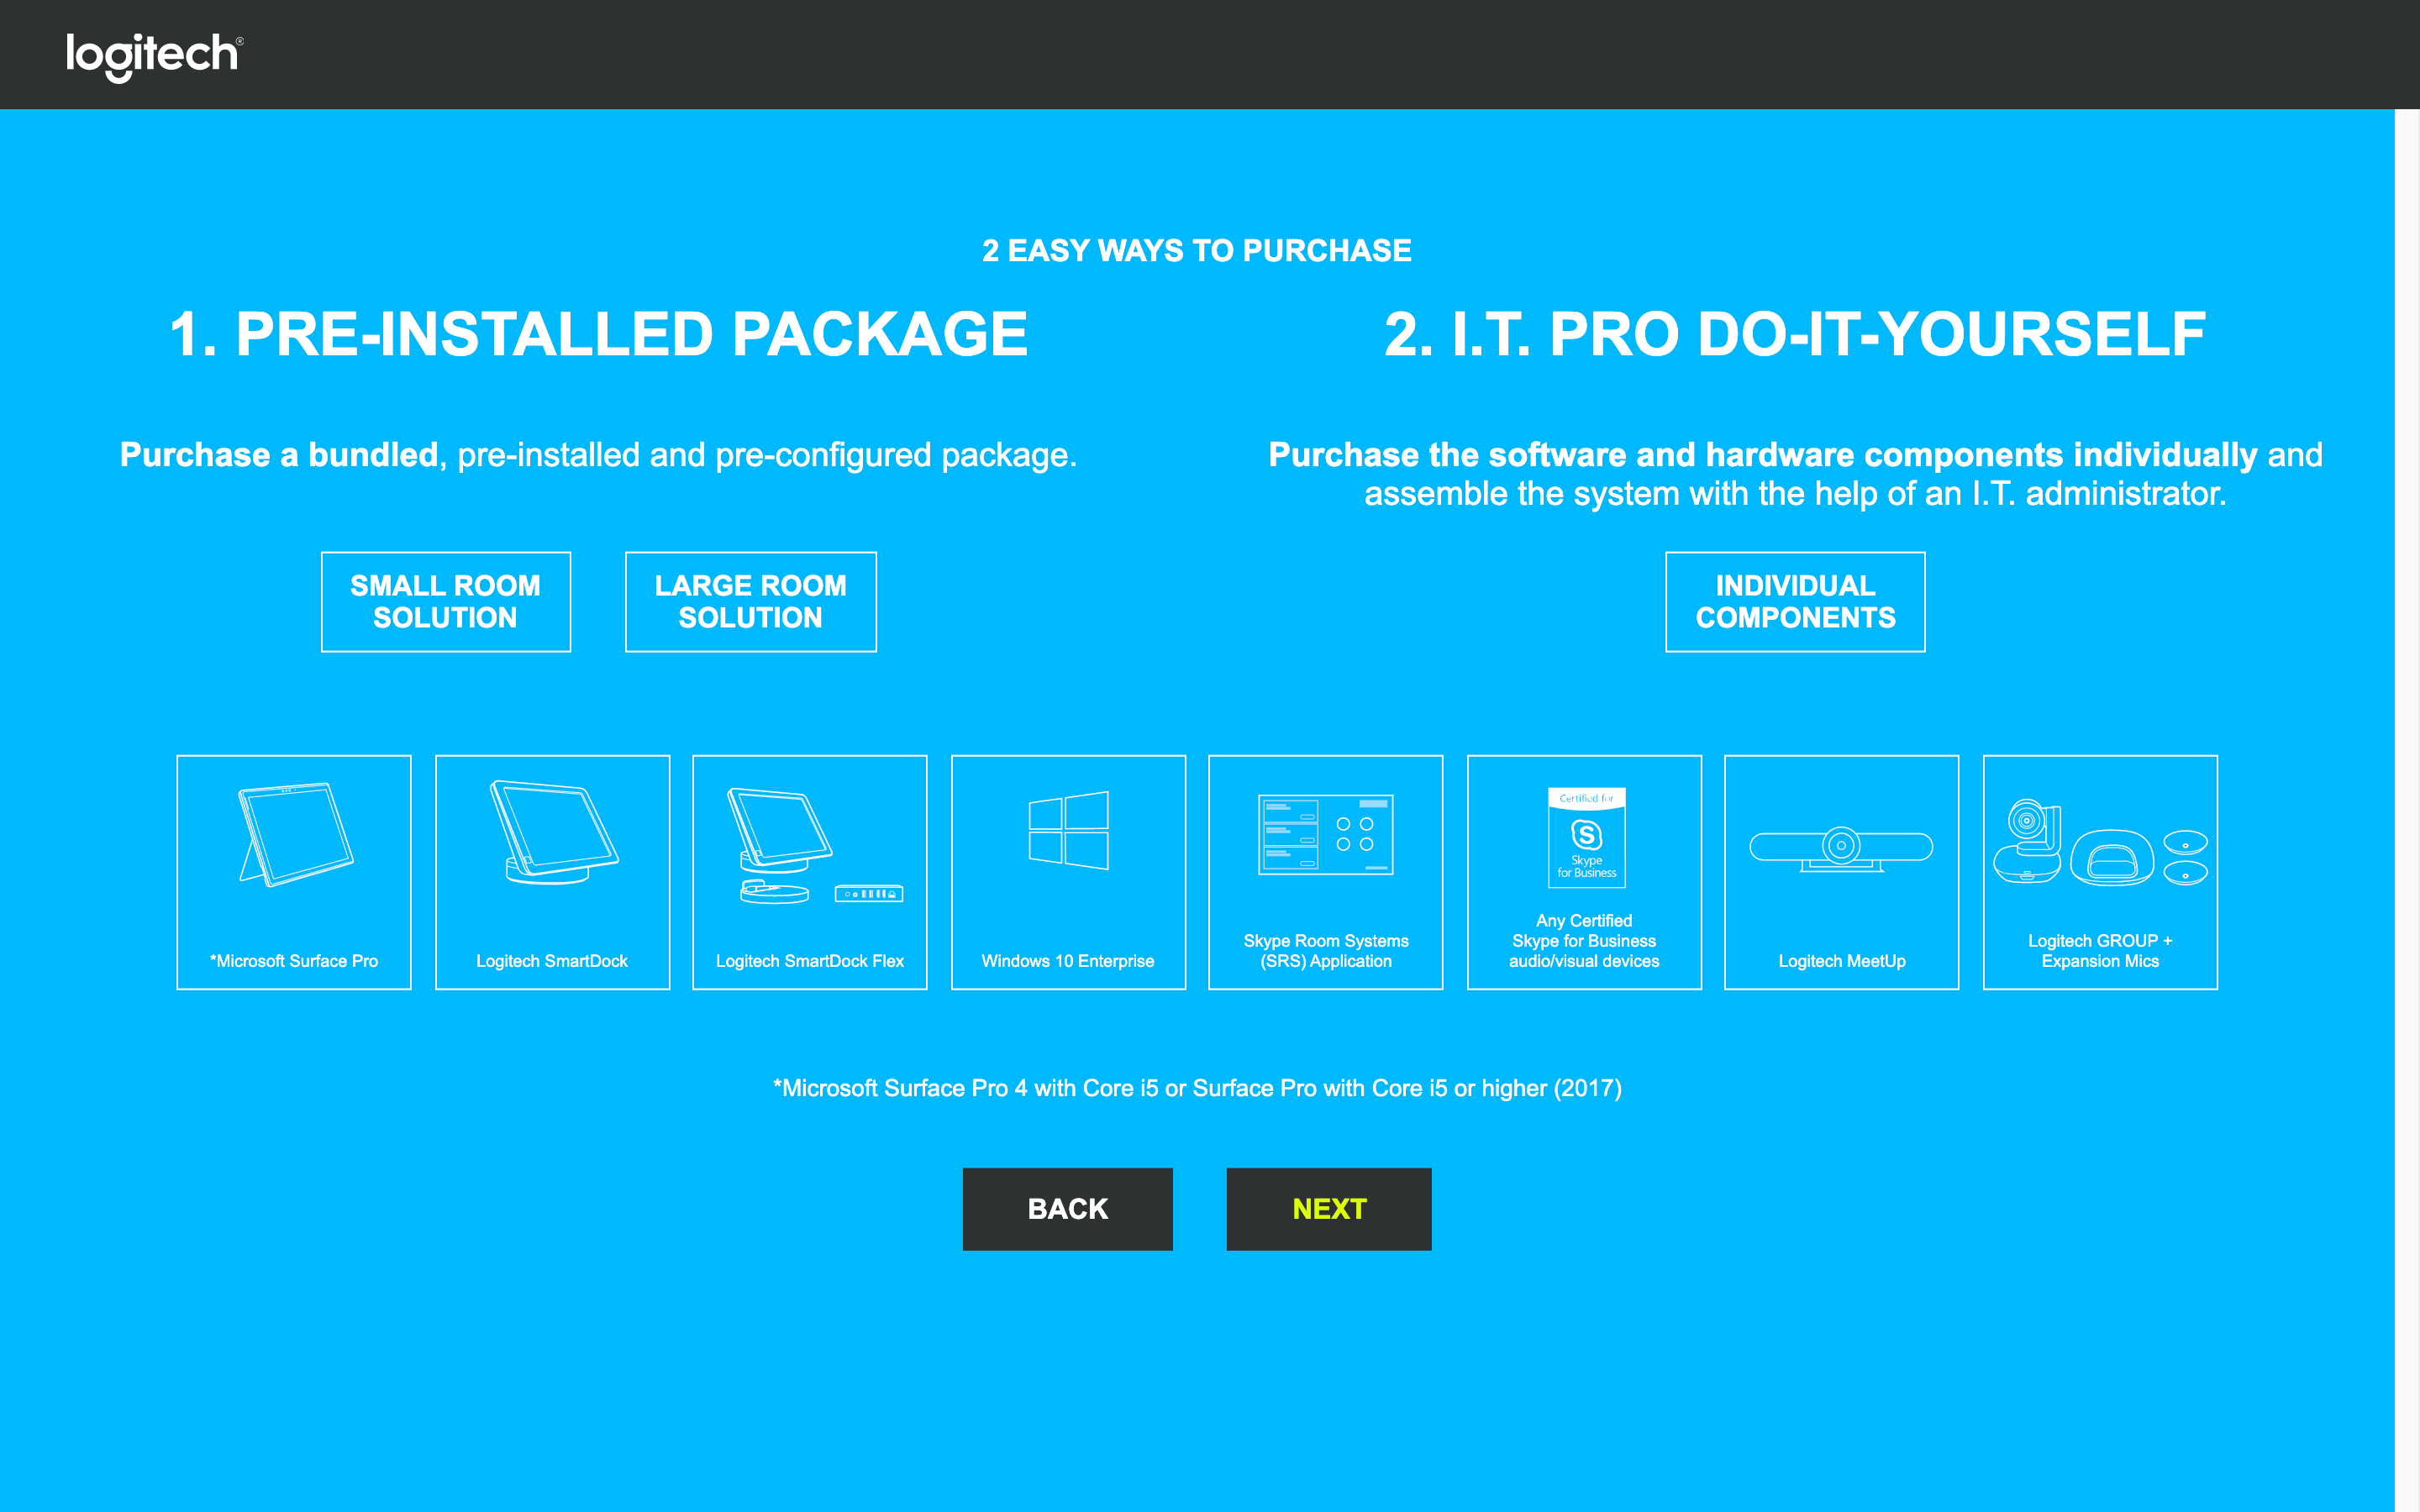 logitech®
2 EASY WAYS TO PURCHASE
1. PRE-INSTALLED PACKAGE
Purchase a bundled, pre-installed and pre-configured package.
SMALL ROOM
SOLUTION
LARGE ROOM
SOLUTION
2. I.T. PRO DO-IT-YOURSELF
Purchase the software and hardware components individually and
assemble the system with the help of an I.T. administrator.
INDIVIDUAL
COMPONENTS
*Microsoft Surface Pro
Logitech SmartDock
Logitech SmartDock Flex
Windows 10 Enterprise
Skype Room Systems
(SRS) Application
Certified for
S
Skype
for Business
Any Certified
Skype for Business
audio/visual devices
Logitech MeetUp
Logitech GROUP +
Expansion Mics
*Microsoft Surface Pro 4 with Core i5 or Surface Pro with Core i5 or higher (2017)
BACK
NEXT